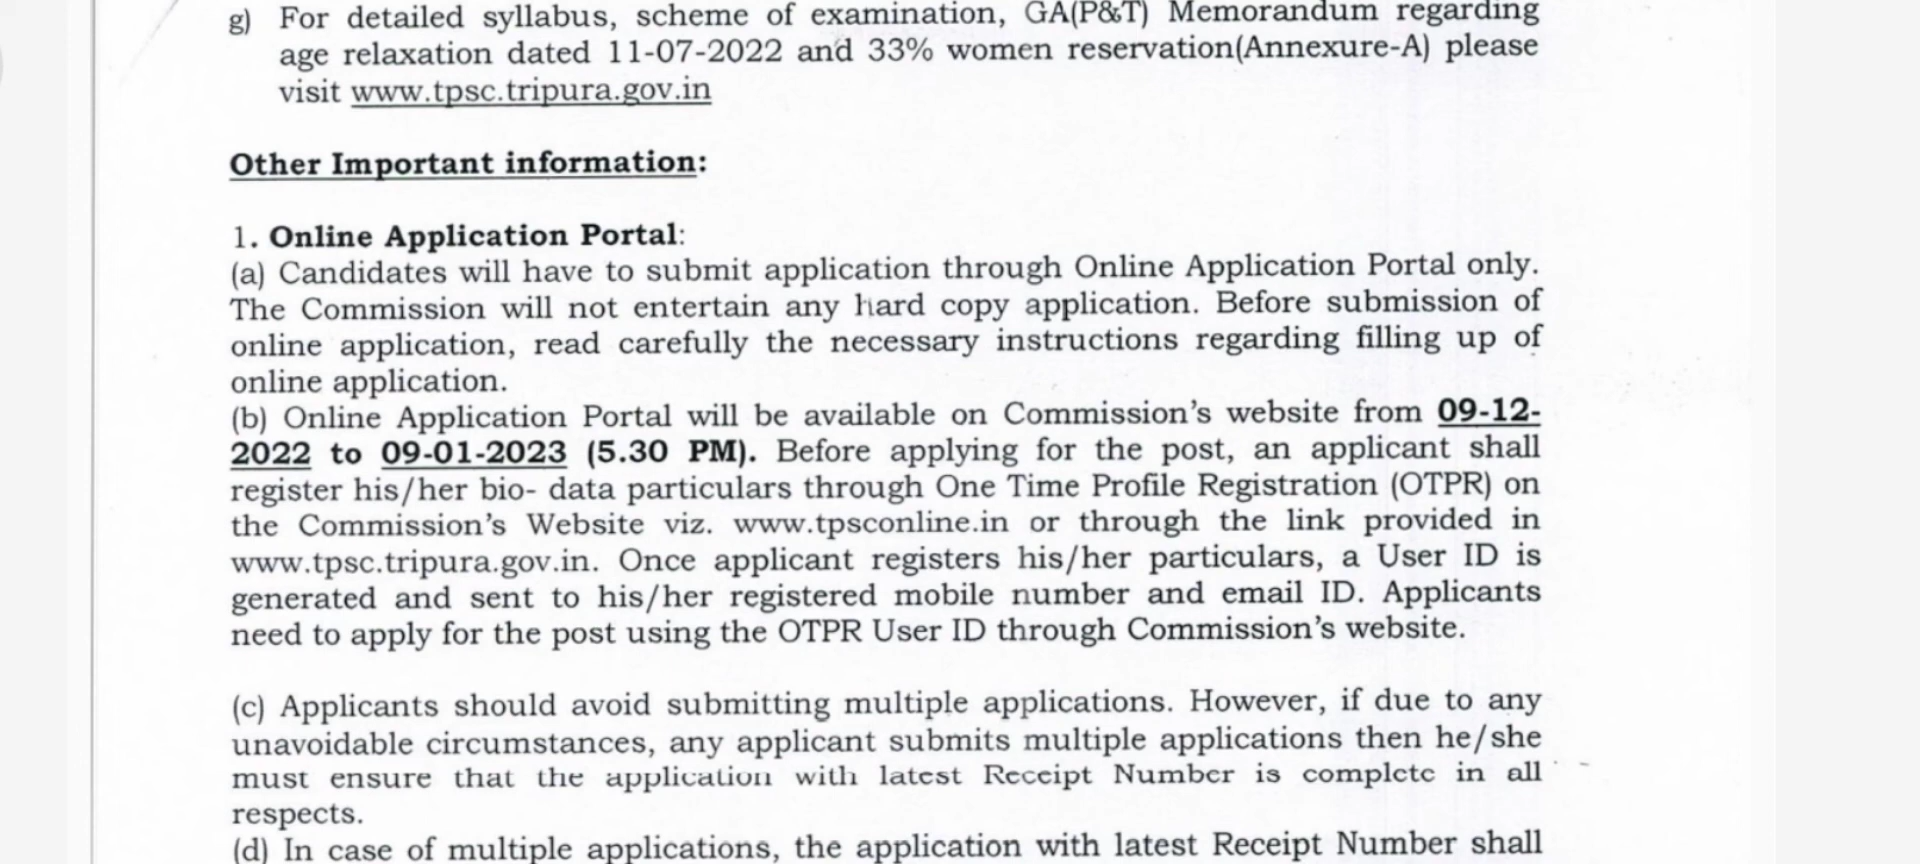 g) For detailed syllabus, scheme of examination, GA(P&T) Memorandum regarding
age relaxation dated 11-07-2022 and 33% women reservation(Annexure-A) please
visit www.tpsc.tripura.gov.in
Other Important information:
1. Online Application Portal:
(a) Candidates will have to submit application through Online Application Portal only.
The Commission will not entertain any hard copy application. Before submission of
online application, read carefully the necessary instructions regarding filling up of
online application.
(b) Online Application Portal will be available on Commission's website from 09-12-
2022 to 09-01-2023 (5.30 PM). Before applying for the post, an applicant shall
register his/her bio- data particulars through One Time Profile Registration (OTPR) on
the Commission's Website viz. www.tpsconline.in or through the link provided in
www.tpsc.tripura.gov.in. Once applicant registers his/her particulars, a User ID is
generated and sent to his/her registered mobile number and email ID. Applicants
need to apply for the post using the OTPR User ID through Commission's website.
(c) Applicants should avoid submitting multiple applications. However, if due to any
unavoidable circumstances, any applicant submits multiple applications then he/she
must ensure that the application with latest Receipt Number is complete in all
respects.
(d) In case of multiple applications, the application with latest Receipt Number shall